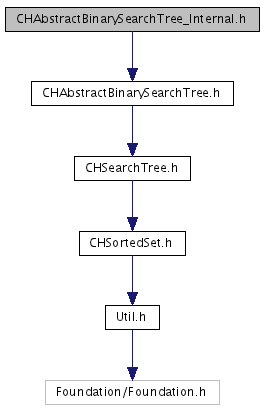 CHAbstractBinarySearchTree_Internal.h
CHAbstractBinarySearchTree.h
CHSearchTree.h
CHSortedSet.h
Util.h
Foundation/Foundation.h